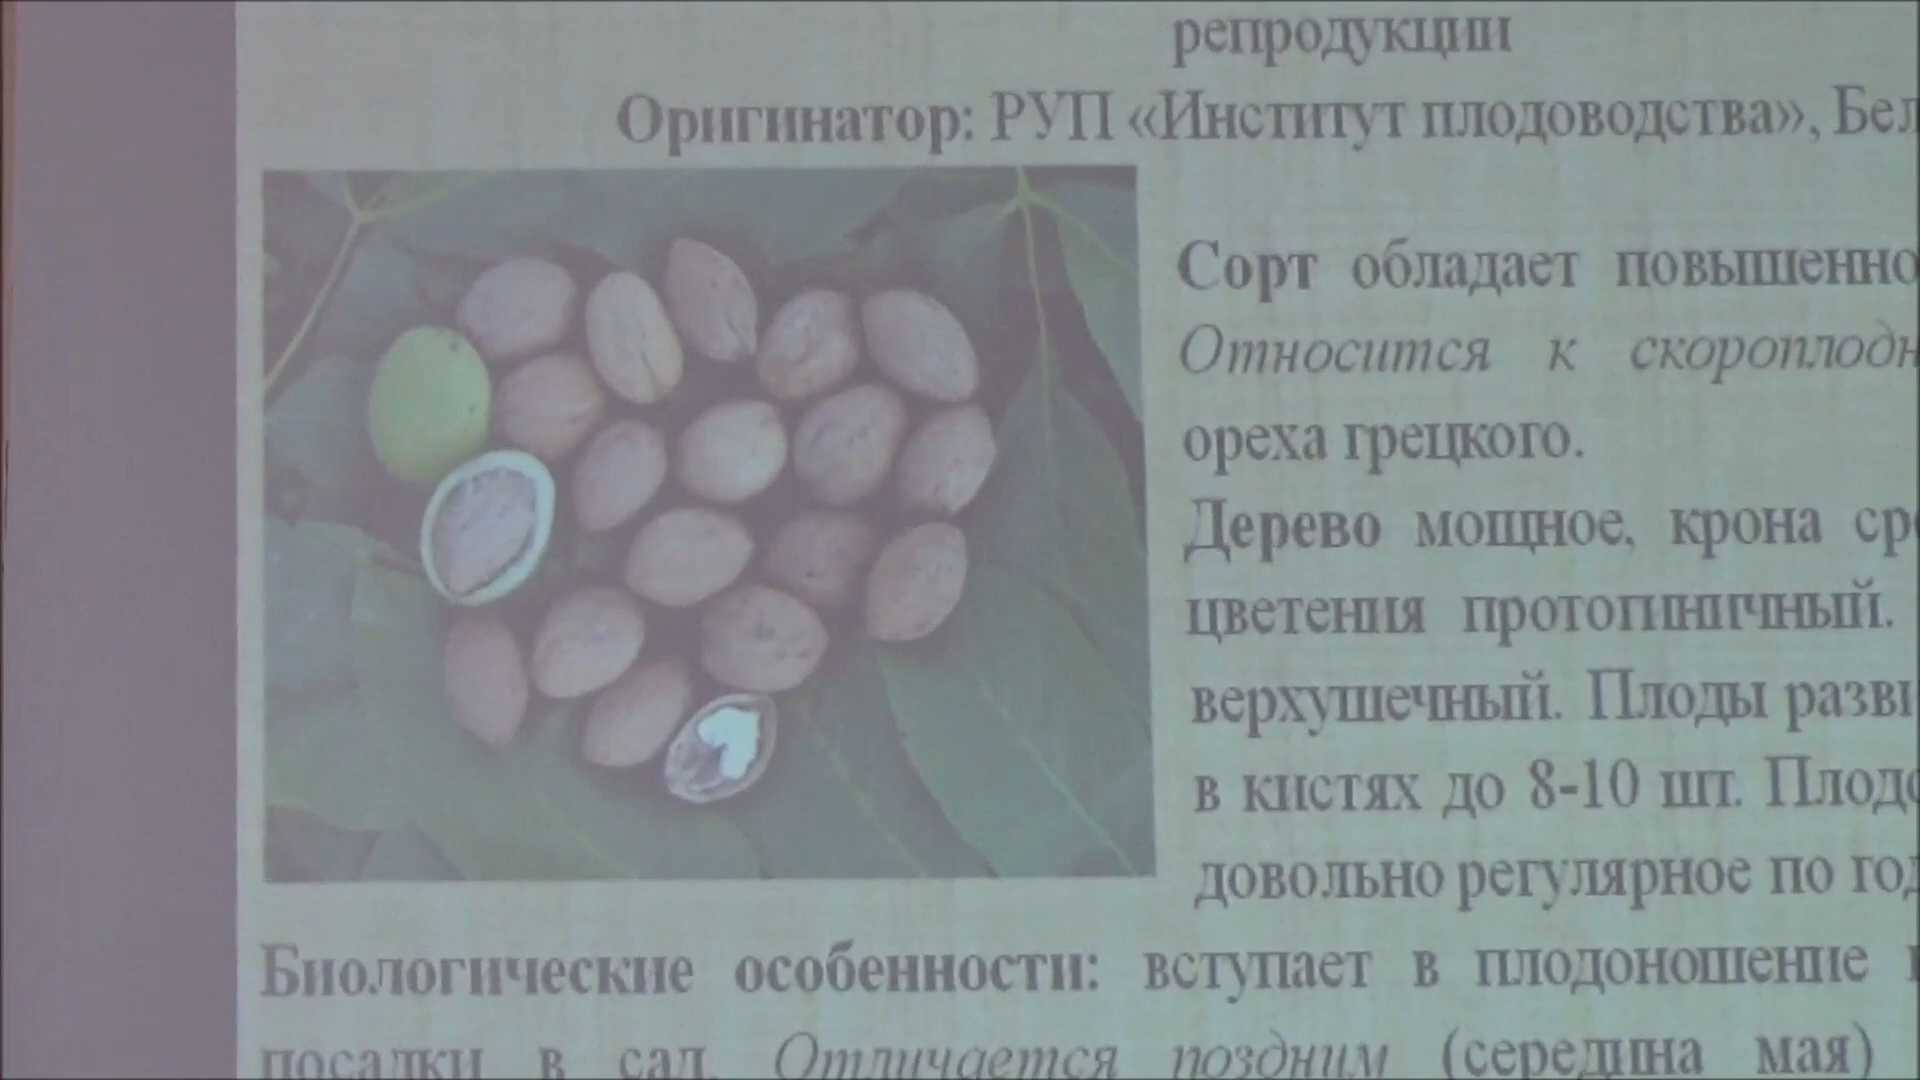 репродукции
Оригинатор: РУП «Институт плодоводства», Бел
Сорт обладает повышенно
Относится к скороплодн
ореха грецкого.
Дерево мощное, крона ср
цветения протогиничный.
верхушечный. Плоды разви
в кистях до 8-10 шт. Плодо
довольно регулярное по год
Биологические особенности: вступает в плодоношение
посадки в сад. Отличается поздним (середина мая)